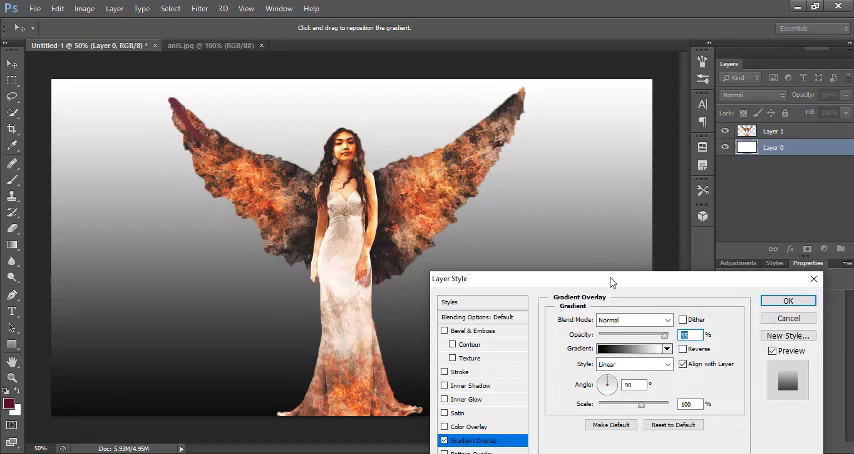 Ps File Edit Image Layer Type Select Filter 3D View Window Help
Click and drag to reposition the gradient.
Essentials
Untitled-1 @ 50% (Layer 0, RGB/8) * × ani5.jpg @ 100% (RGB/8#) ×
Layers
Kind
Normal Opacity:
Lock: Fill:
Layer 1
Layer 0
fx
Adjustments Styles Properties
Layer Style
Styles
Blending Options: Default
Bevel & Emboss
Contour
Texture
Stroke
Inner Shadow
Inner Glow
Satin
Color Overlay
Gradient Overlay
Pattern Overlay
Gradient Overlay
Gradient
Blend Mode: Normal Dither
Opacity: %
Gradient: Reverse
Style: Linear Align with Layer
Angle: 90 °
Scale: 100 %
Make Default Reset to Default
OK
Cancel
New Style...
Preview
50% Doc: 5.93M/4.95M